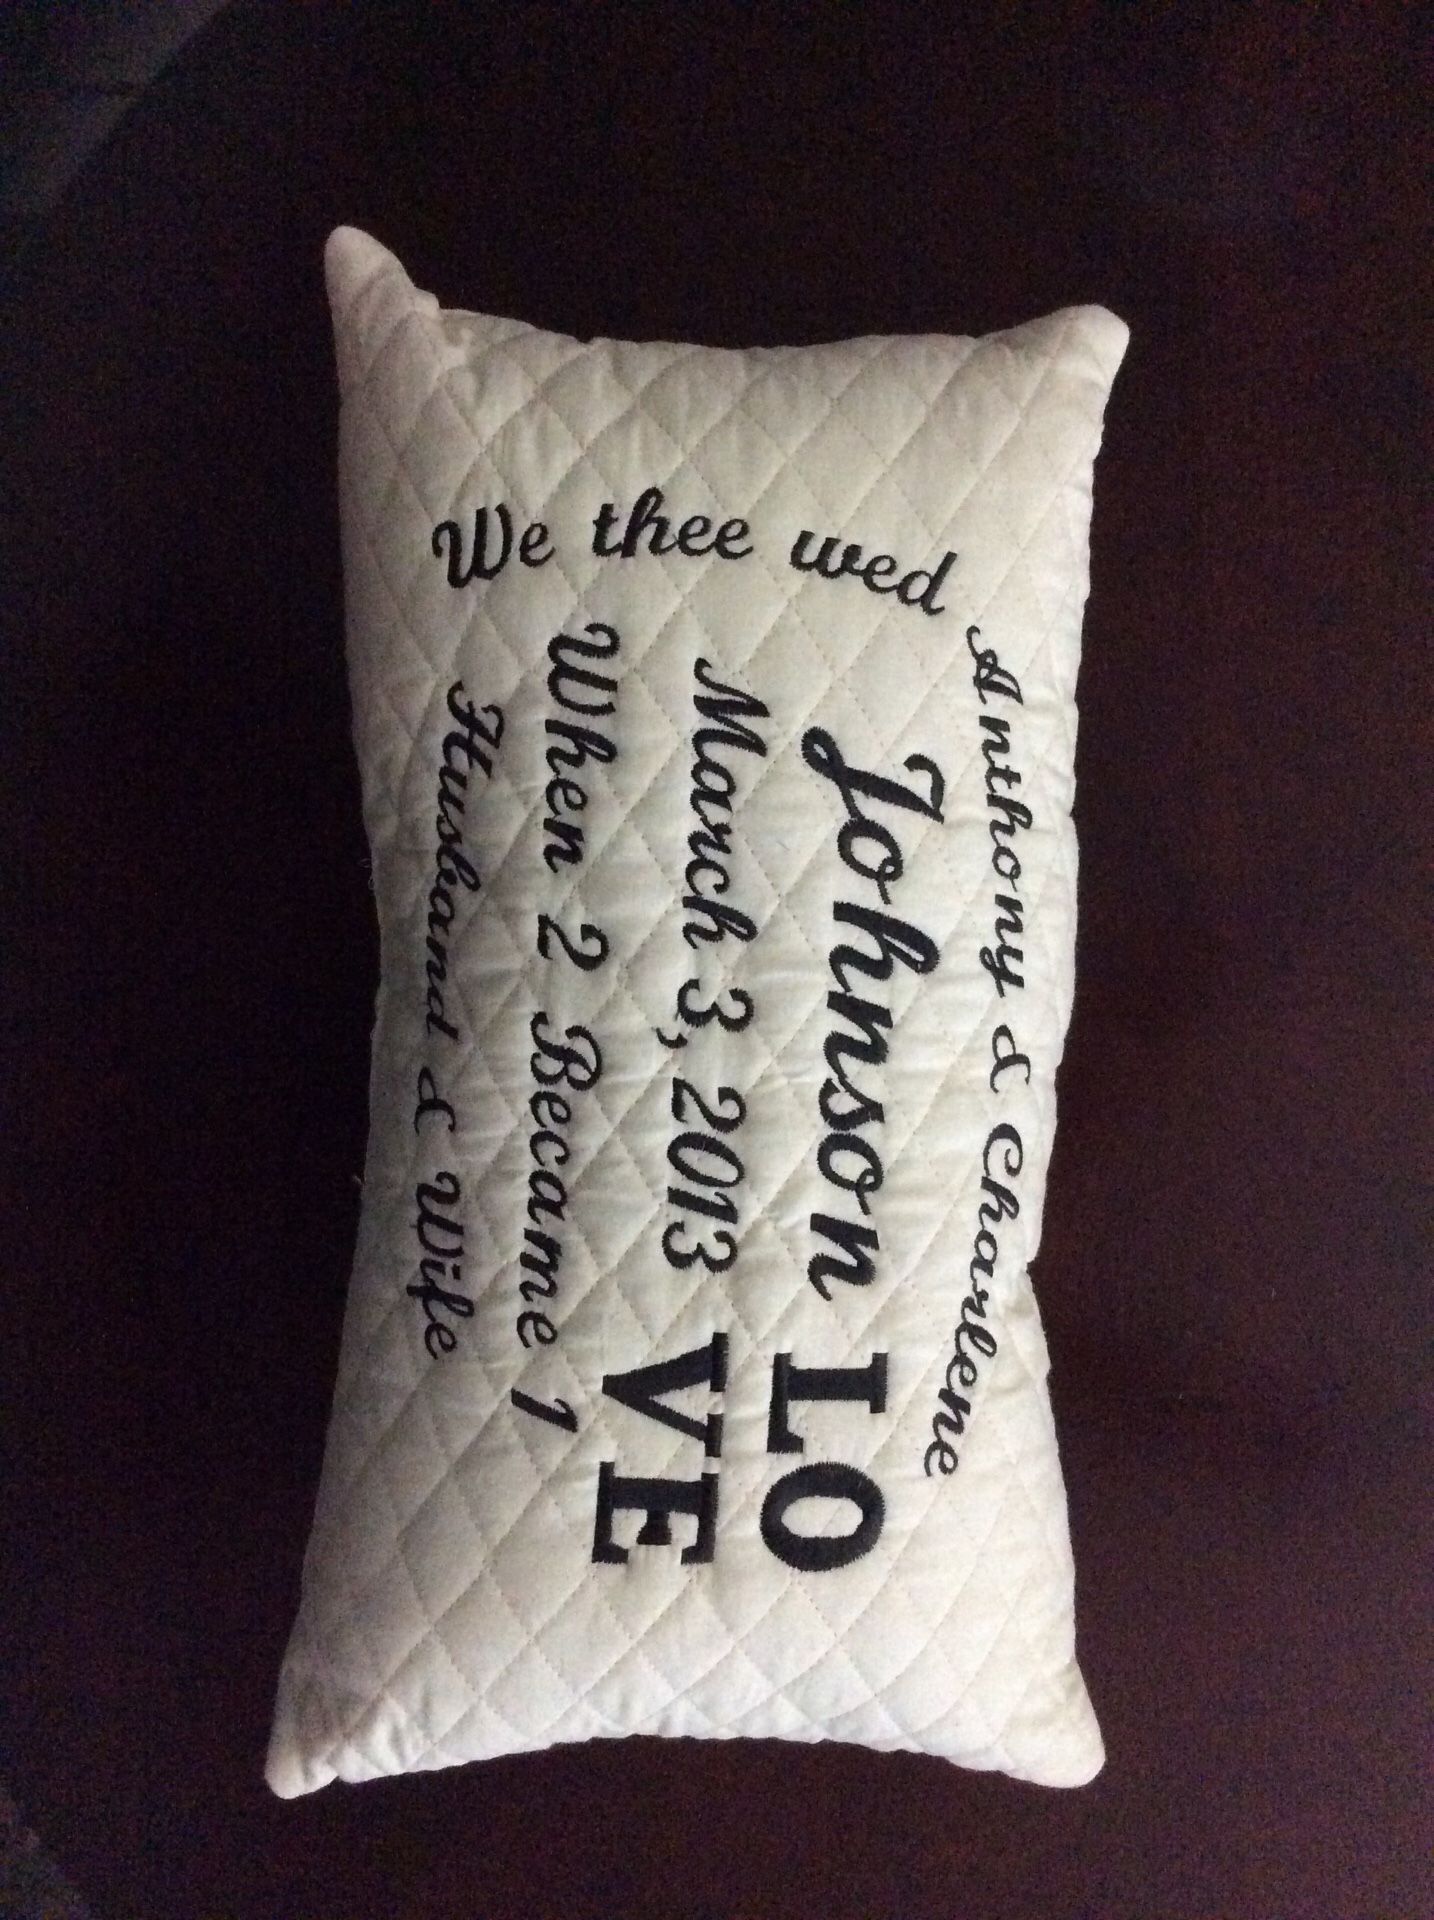 We thee wed
Anthony & Charlene
Johnson
March 3, 2013
When 2 Became 1
Husband & Wife
LO
VE